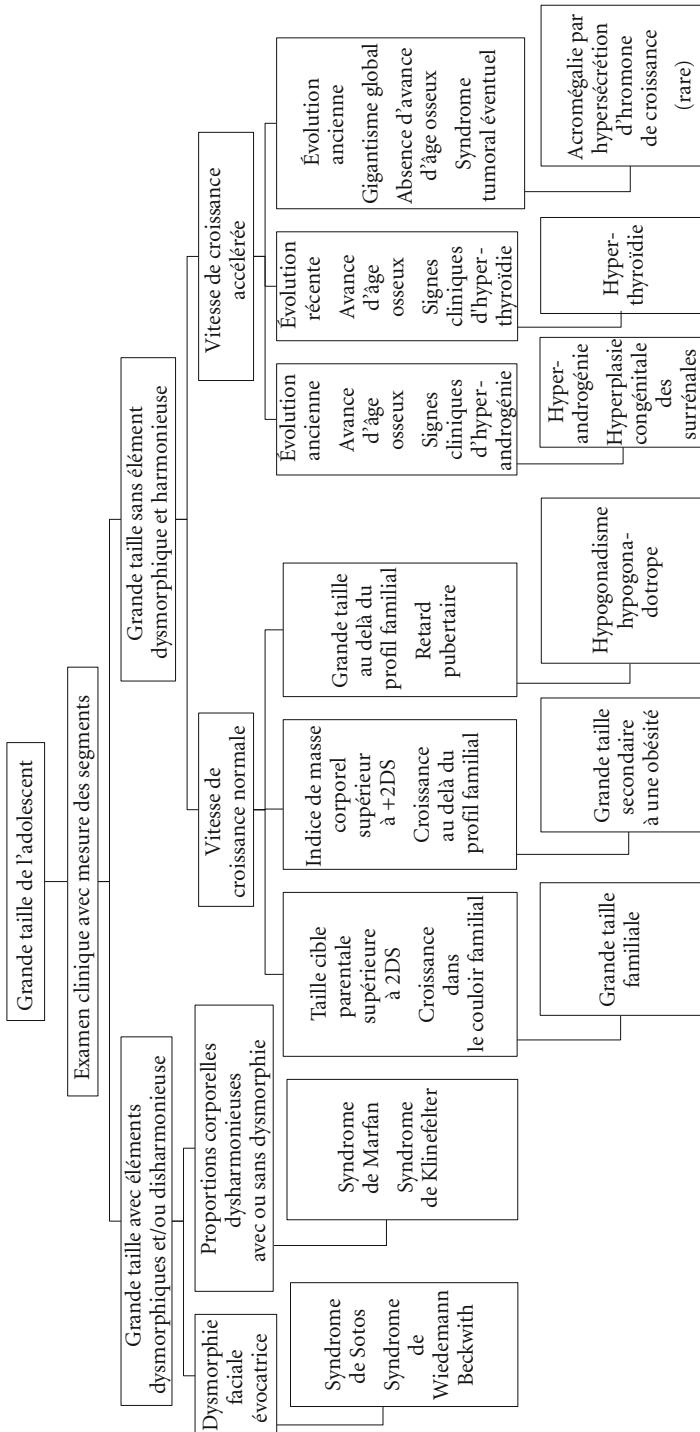 Grande taille de l'adolescent
Examen clinique avec mesure des segments
Grande taille avec éléments
dysmorphiques et/ou disharmonieuse
Dysmorphie
faciale
évocatrice
Syndrome
de Sotos
Syndrome
de
Wiedemann
Beckwith
Proportions corporelles
dysharmonieuses
avec ou sans dysmorphie
Syndrome
de Marfan
Syndrome
de Klinefelter
Grande taille sans élément
dysmorphique et harmonieuse
Vitesse de
croissance normale
Taille cible
parentale
supérieure
à 2DS
Croissance
dans
le couloir familial
Grande taille
familiale
Indice de masse
corporel
supérieur
à +2DS
Croissance
au delà du
profil familial
Grande taille
secondaire
à une obésité
Grande taille
au delà du
profil familial
Retard
pubertaire
Hypogonadisme
hypogona-
dotrope
Vitesse de croissance
accélérée
Évolution
ancienne
Avance
d'âge
osseux
Signes
cliniques
d'hyper-
androgénie
Hyper-
androgénie
Hyperplasie
congénitale
des
surrénales
Évolution
récente
Avance
d'âge
osseux
Signes
cliniques
d'hyper-
thyroïdie
Hyper-
thyroïdie
Évolution
ancienne
Gigantisme global
Absence d'avance
d'âge osseux
Syndrome
tumoral éventuel
Acromégalie par
hypersécrétion
d'hromone
de croissance
(rare)